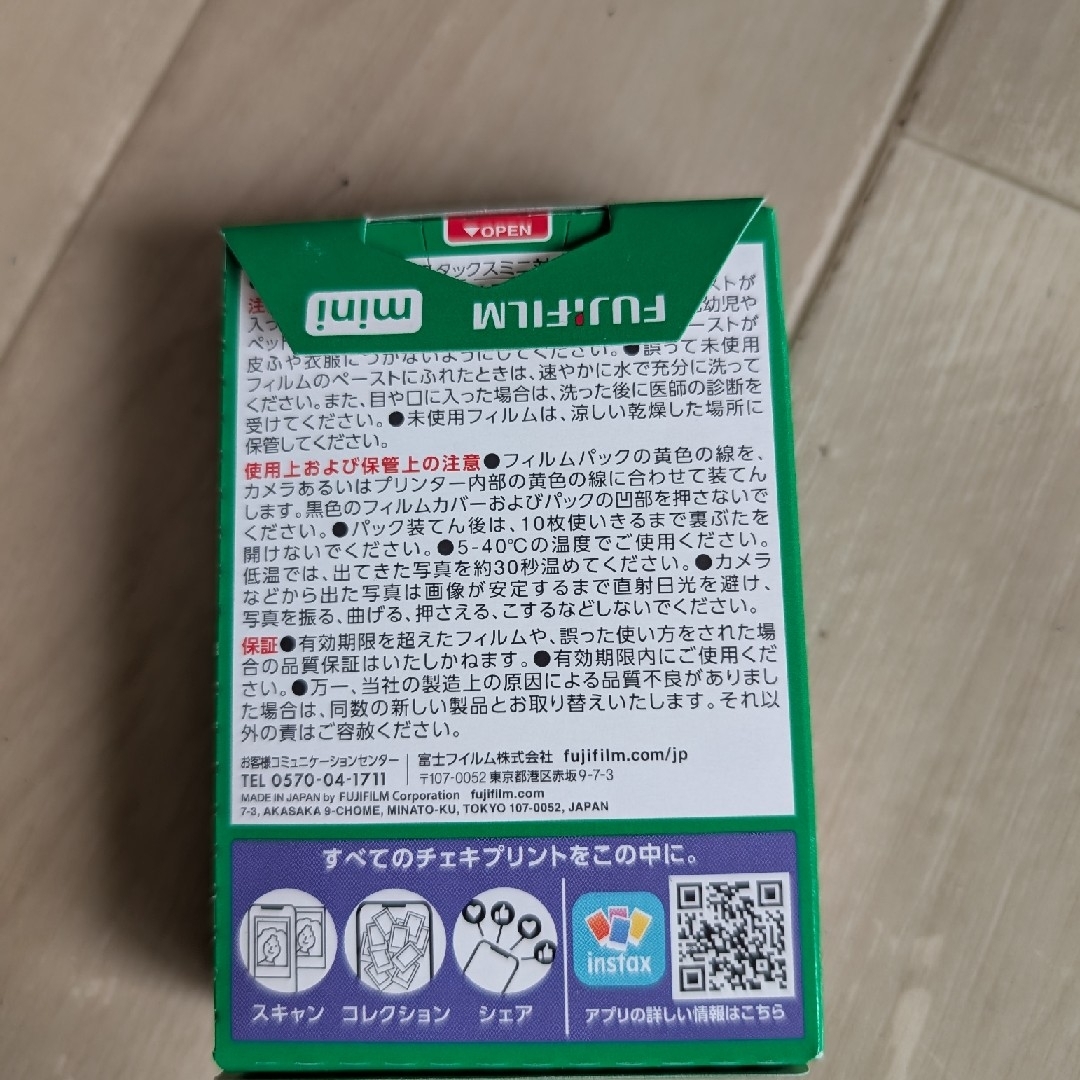 ▼OPEN
タックスミニ
FUJIFILM mini
注
ストが
幼児や
入っ
ーストが
ペット
皮ふや衣服につかないようにしてください。●誤って未使用
フィルムのペーストにふれたときは、速やかに水で充分に洗って
ください。また、目や口に入った場合は、洗った後に医師の診断を
受けてください。●未使用フィルムは、涼しい乾燥した場所に
保管してください。
使用上および保管上の注意●フィルムパックの黄色の線を、
カメラあるいはプリンター内部の黄色の線に合わせて装てん
します。黒色のフィルムカバーおよびパックの凹部を押さないで
ください。●パック装てん後は、10枚使いきるまで裏ぶたを
開けないでください。●5-40℃の温度でご使用ください。
低温では、出てきた写真を約30秒温めてください。●カメラ
などから出た写真は画像が安定するまで直射日光を避け、
写真を振る、曲げる、押さえる、こするなどしないでください。
保証●有効期限を超えたフィルムや、誤った使い方をされた場
合の品質保証はいたしかねます。●有効期限内にご使用くだ
さい。●万一、当社の製造上の原因による品質不良がありまし
た場合は、同数の新しい製品とお取り替えいたします。それ以
外の責はご容赦ください。
お客様コミュニケーションセンター
TEL 0570-04-1711
富士フイルム株式会社 fujifilm.com/jp
〒107-0052 東京都港区赤坂9-7-3
MADE IN JAPAN by FUJIFILM Corporation fujifilm.com
7-3, AKASAKA 9-CHOME, MINATO-KU, TOKYO 107-0052, JAPAN
すべてのチェキプリントをこの中に。
スキャン コレクション シェア
instax
アプリの詳しい情報はこちら